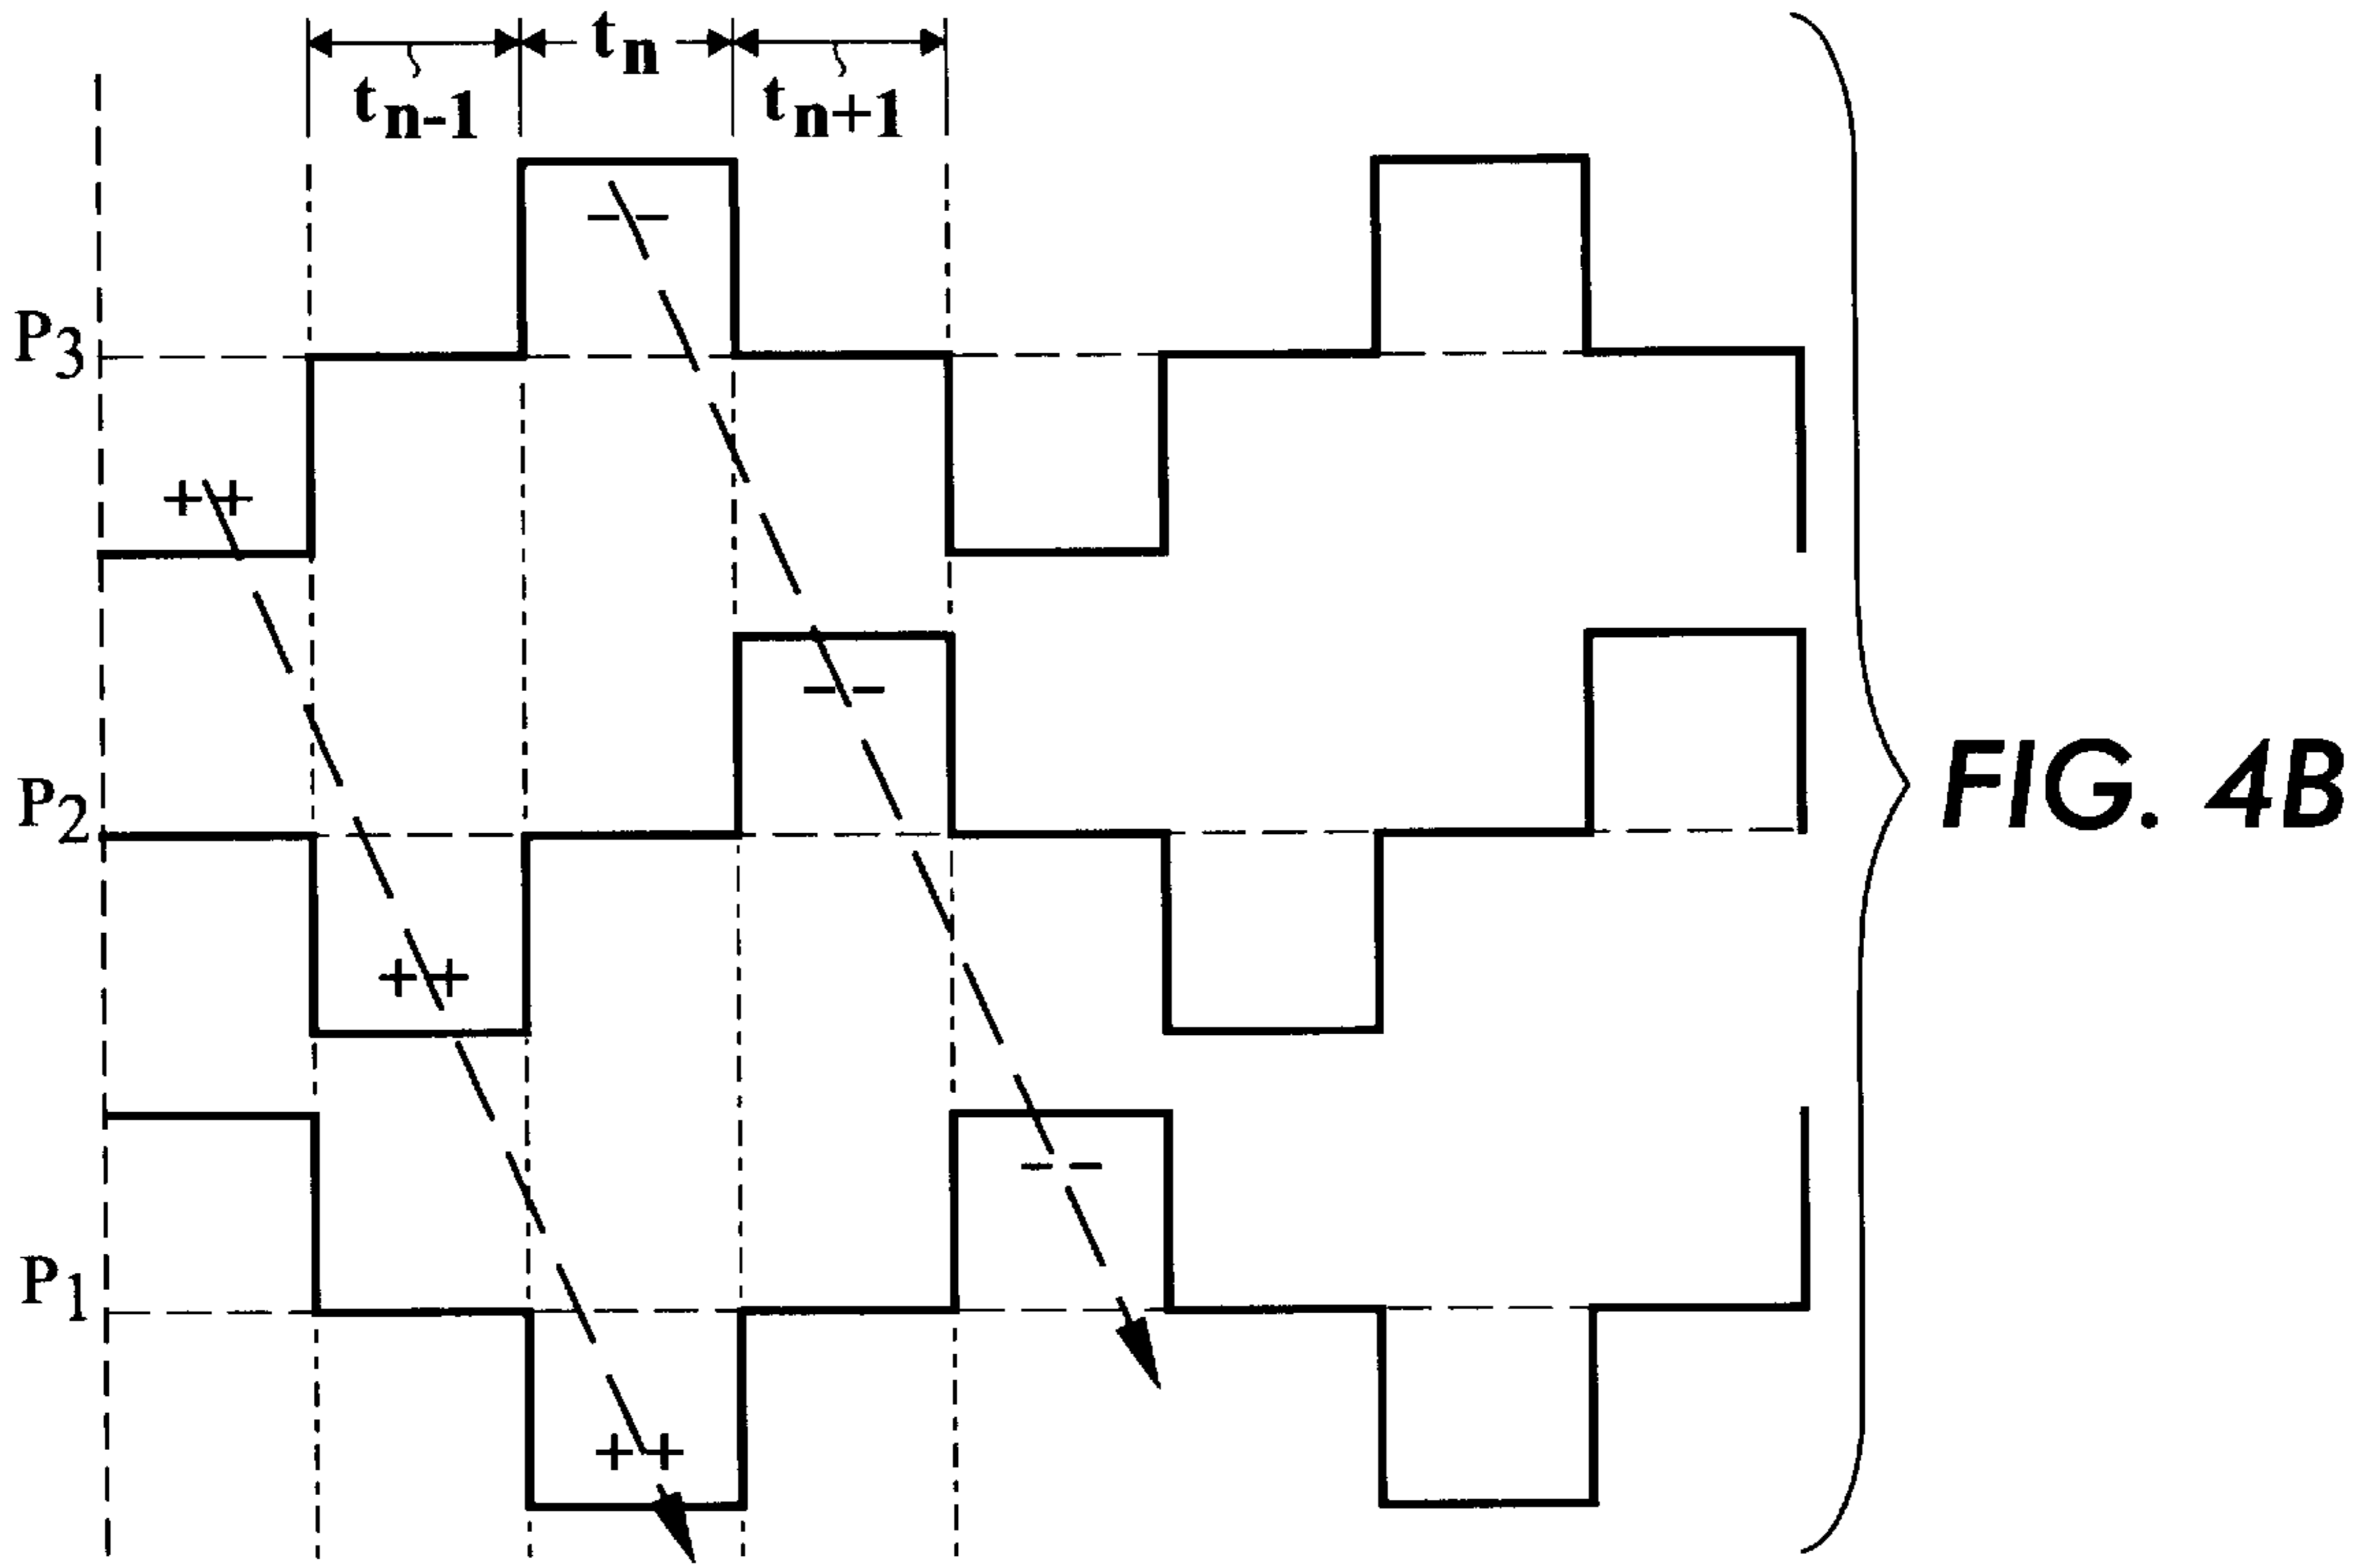 tn
tn-1 tn+1
--
P3
++
--
P2
++
FIG. 4B
--
P1
++